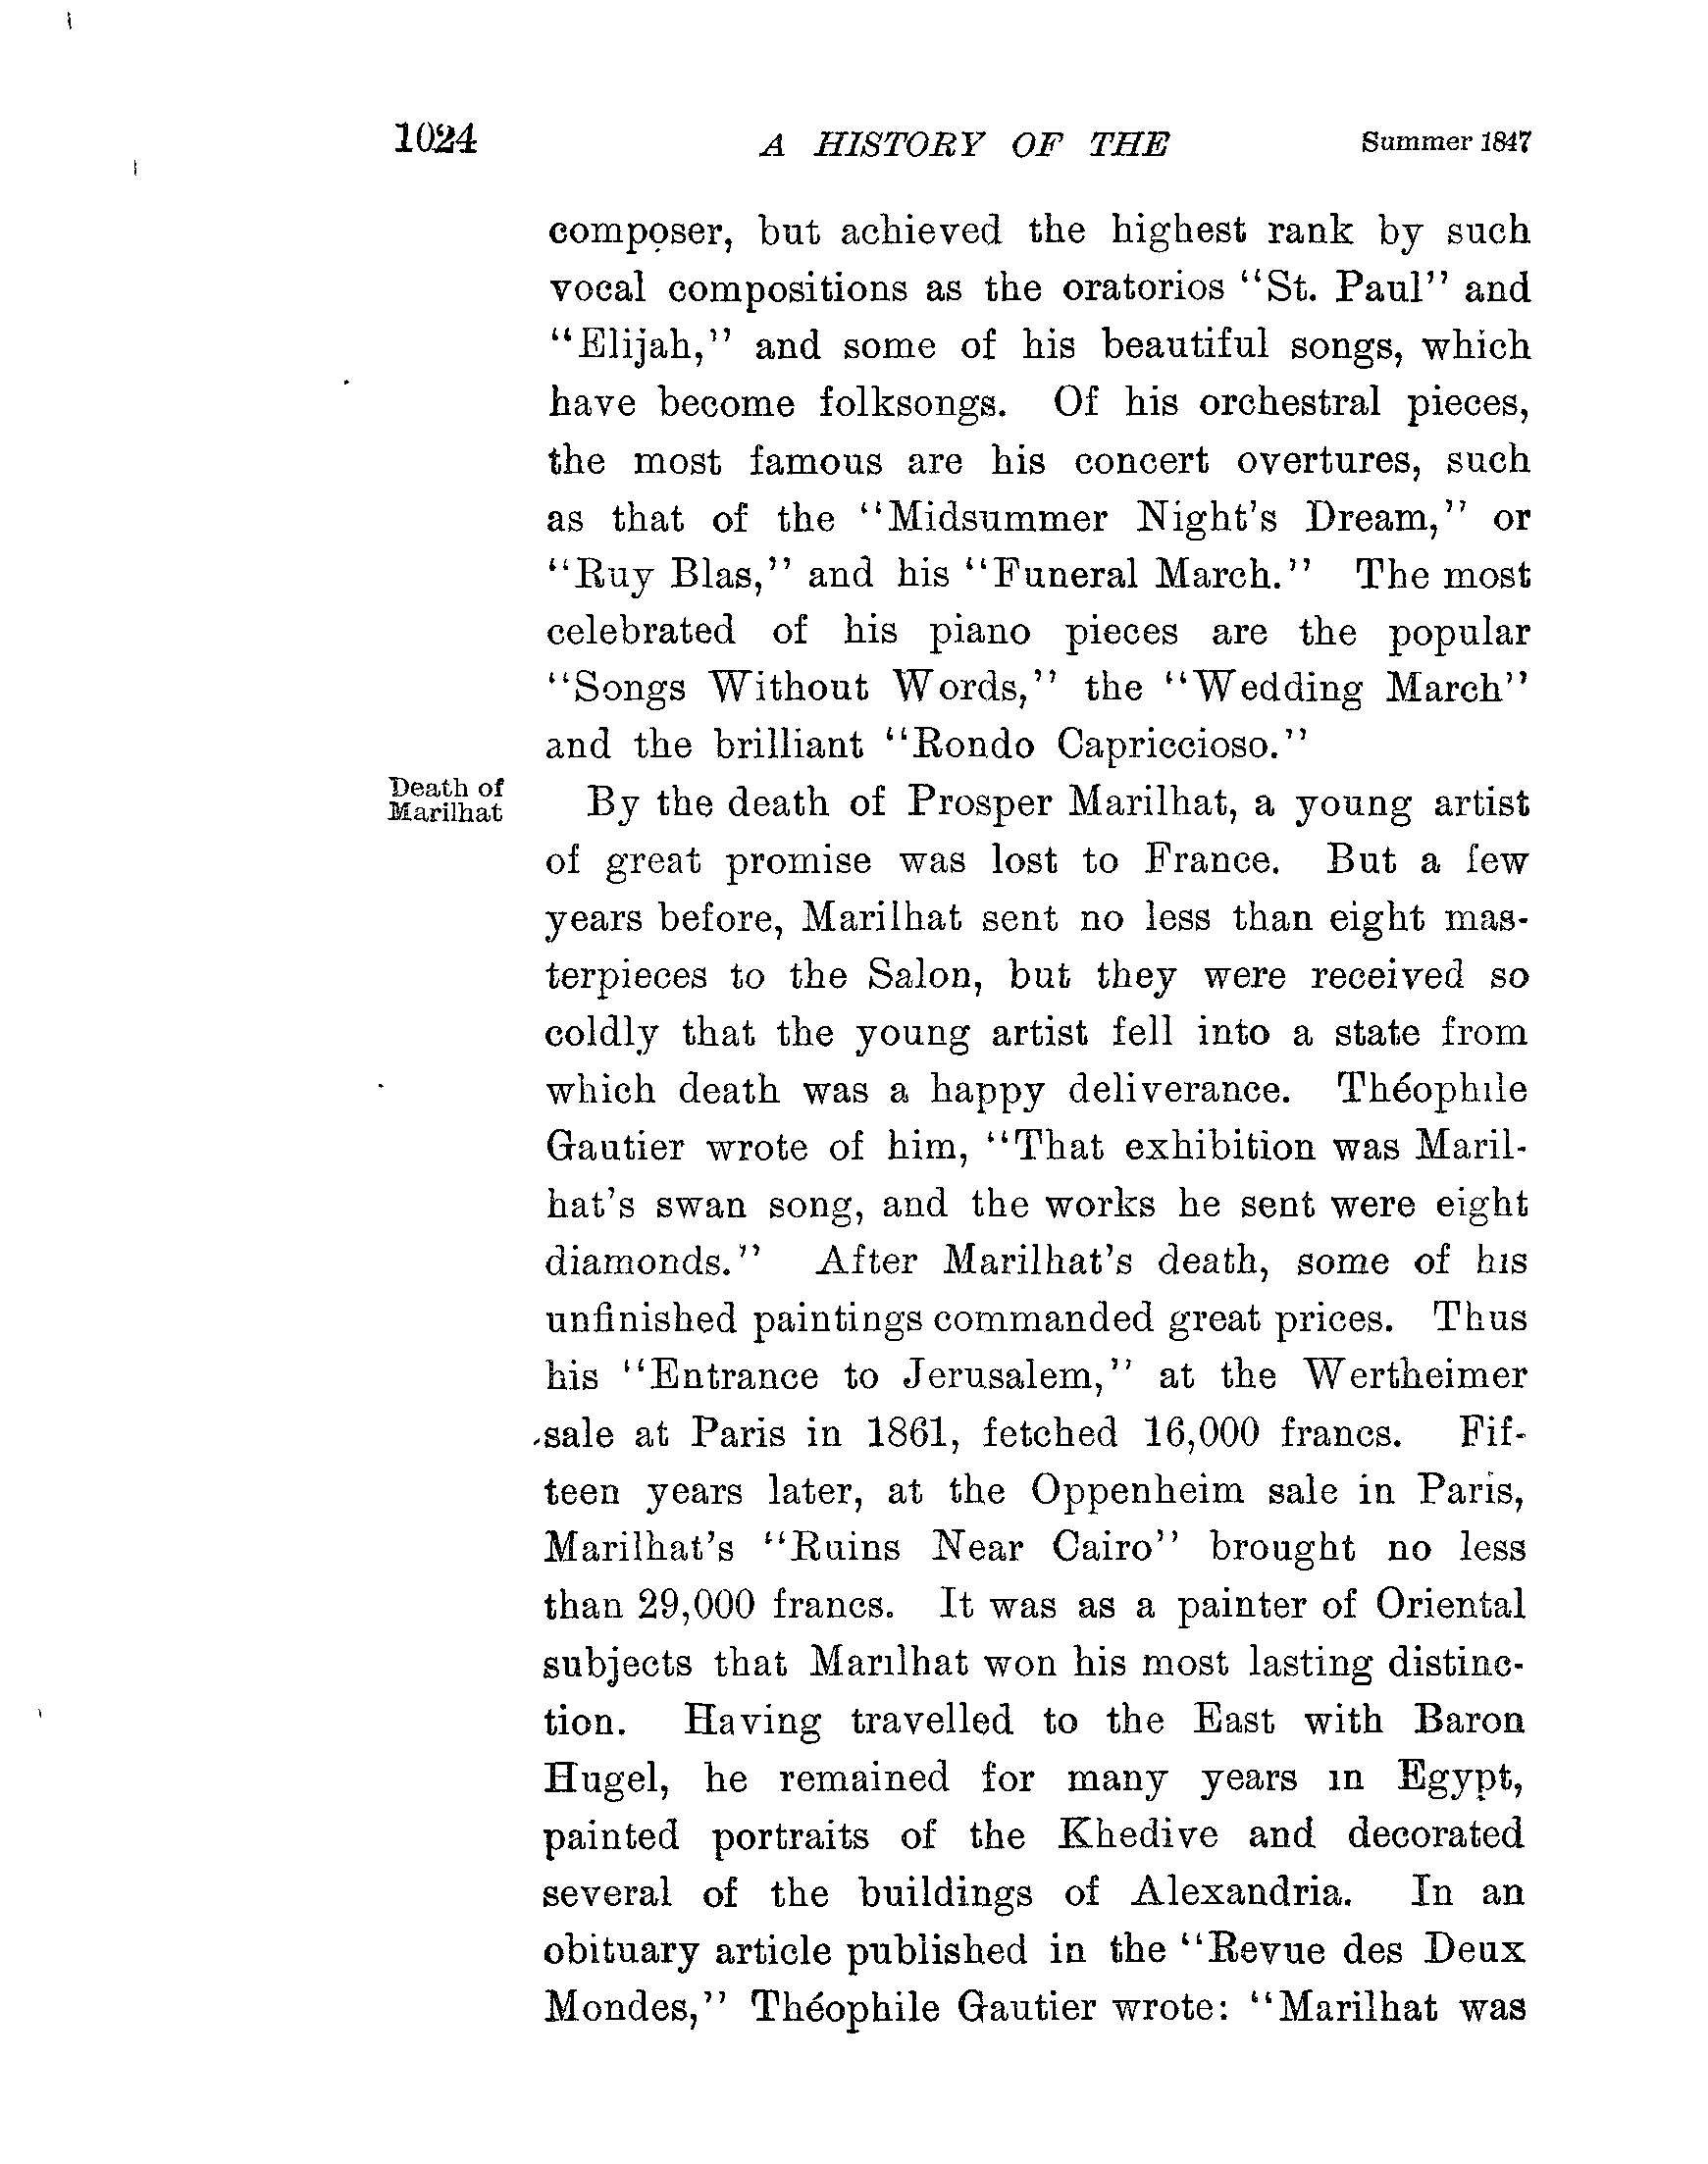 1024 A HISTORY OF THE Summer 1847
composer, but achieved the highest rank by such
vocal compositions as the oratorios "St. Paul" and
"Elijah," and some of his beautiful songs, which
have become folksongs. Of his orchestral pieces,
the most famous are his concert overtures, such
as that of the "Midsummer Night's Dream," or
"Ruy Blas," and his "Funeral March." The most
celebrated of his piano pieces are the popular
"Songs Without Words," the "Wedding March"
and the brilliant "Rondo Capriccioso."
Death of
Marilhat
By the death of Prosper Marilhat, a young artist
of great promise was lost to France. But a few
years before, Marilhat sent no less than eight mas-
terpieces to the Salon, but they were received so
coldly that the young artist fell into a state from
which death was a happy deliverance. Théophile
Gautier wrote of him, "That exhibition was Maril-
hat's swan song, and the works he sent were eight
diamonds." After Marilhat's death, some of his
unfinished paintings commanded great prices. Thus
his "Entrance to Jerusalem," at the Wertheimer
sale at Paris in 1861, fetched 16,000 francs. Fif-
teen years later, at the Oppenheim sale in Paris,
Marilhat's "Ruins Near Cairo" brought no less
than 29,000 francs. It was as a painter of Oriental
subjects that Marilhat won his most lasting distinc-
tion. Having travelled to the East with Baron
Hugel, he remained for many years in Egypt,
painted portraits of the Khedive and decorated
several of the buildings of Alexandria. In an
obituary article published in the "Revue des Deux
Mondes," Théophile Gautier wrote: "Marilhat was